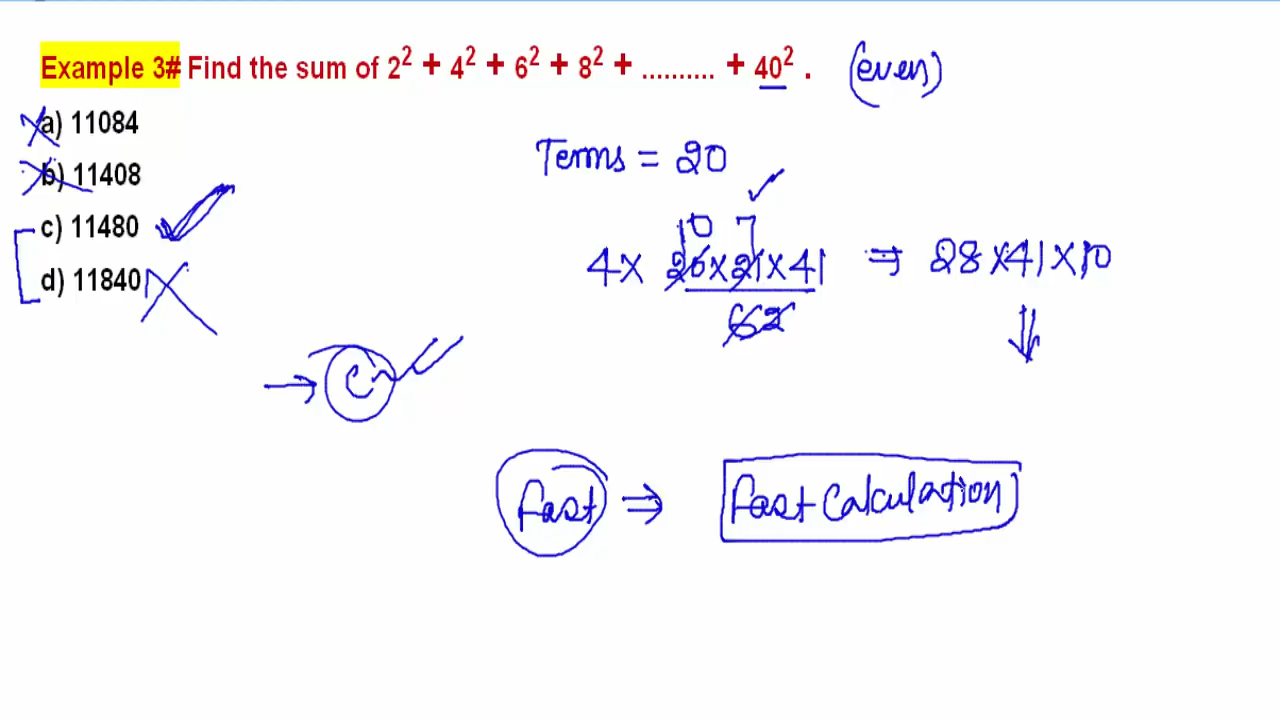 Example 3# Find the sum of 2² + 4² + 6² + 8² + .......... + 40² . (even)
a) 11084
b) 11408
c) 11480
d) 11840
Terms = 20
10 7
4 × 20×21×41 ⇒ 28×41×10
6 2
→ C
Fast ⇒ Fast Calculation